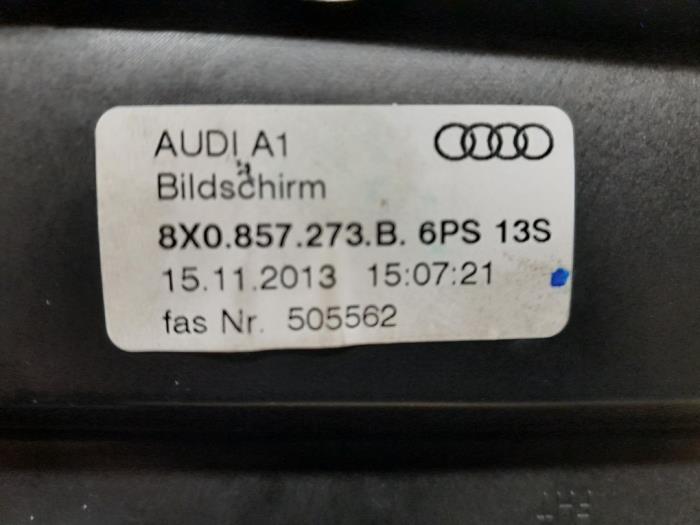 AUDI A1
Bildschirm
8X0.857.273.B. 6PS 13S
15.11.2013 15:07:21
fas Nr. 505562